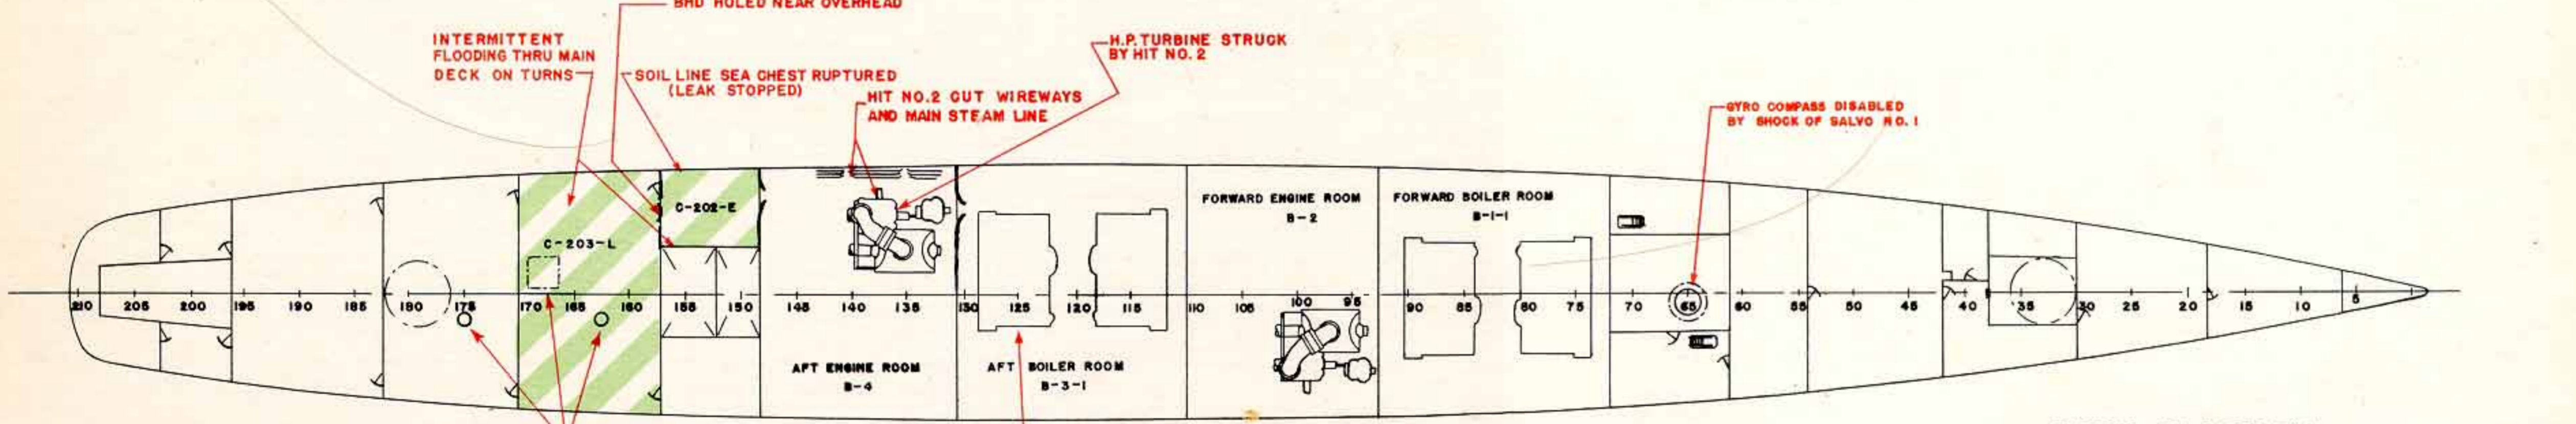 BHD HOLED NEAR OVERHEAD
INTERMITTENT
FLOODING THRU MAIN
DECK ON TURNS
SOIL LINE SEA CHEST RUPTURED
(LEAK STOPPED)
HIT NO.2 CUT WIREWAYS
AND MAIN STEAM LINE
H.P. TURBINE STRUCK
BY HIT NO. 2
GYRO COMPASS DISABLED
BY SHOCK OF SALVO NO. 1
C-202-E
C-203-L
FORWARD ENGINE ROOM
B-2
FORWARD BOILER ROOM
B-1-1
210 205 200 195 190 185 180 175 170 165 160 155 150 145 140 135 130 125 120 115 110 105 100 95 90 85 80 75 70 65 60 55 50 45 40 35 30 25 20 15 10 5
AFT ENGINE ROOM
B-4
AFT BOILER ROOM
B-3-1